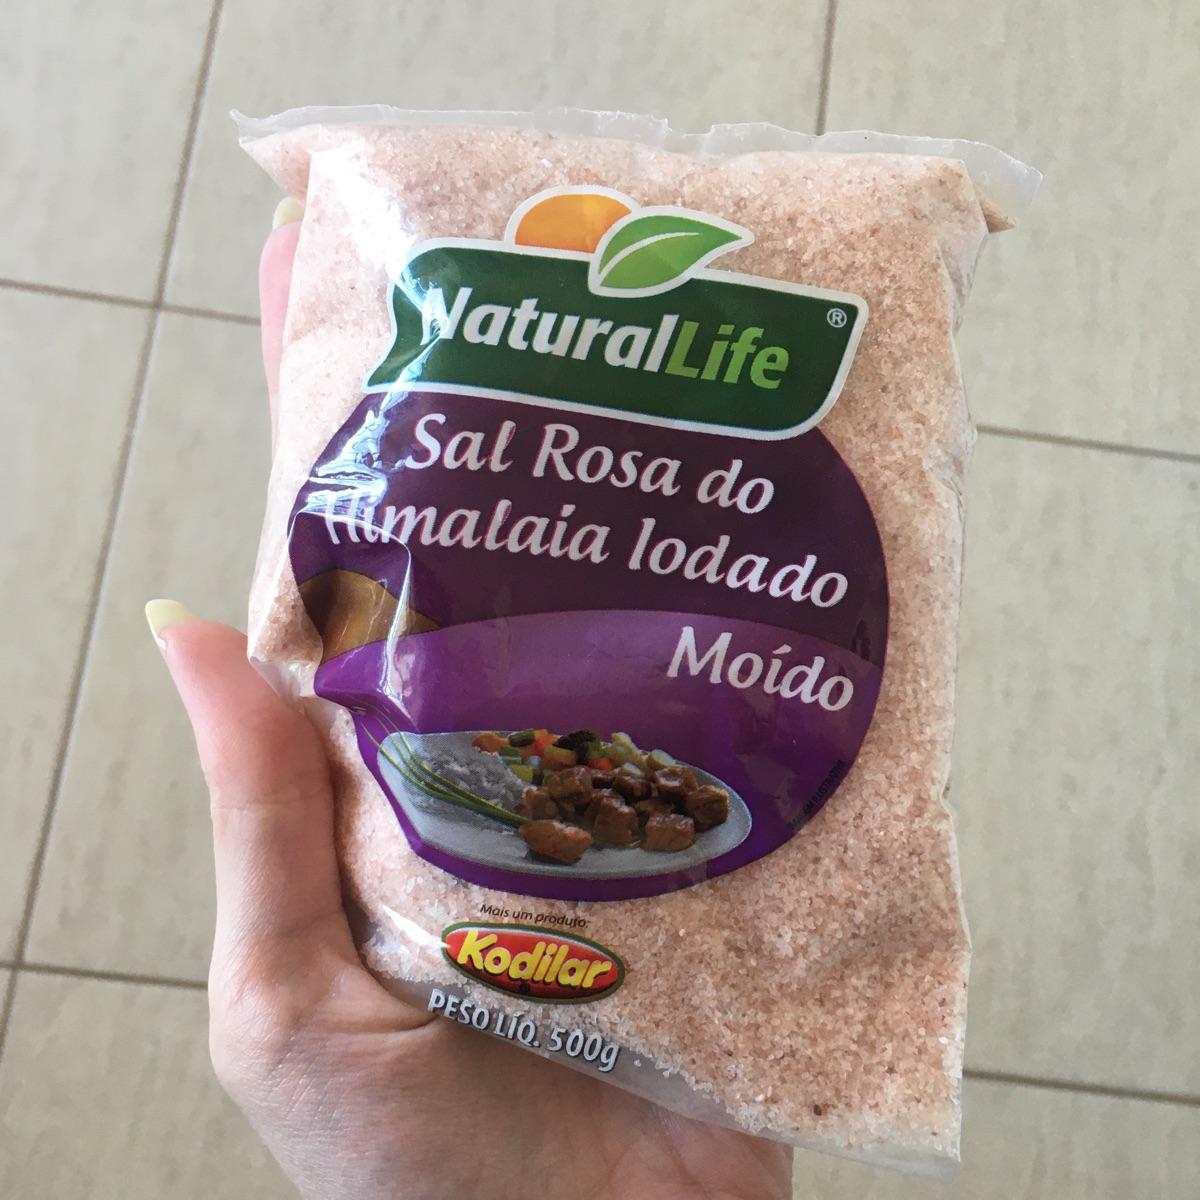 NaturalLife®
Sal Rosa do
Himalaia Iodado
Moído
Mais um produto:
Kodilar
PESO LÍQ. 500g